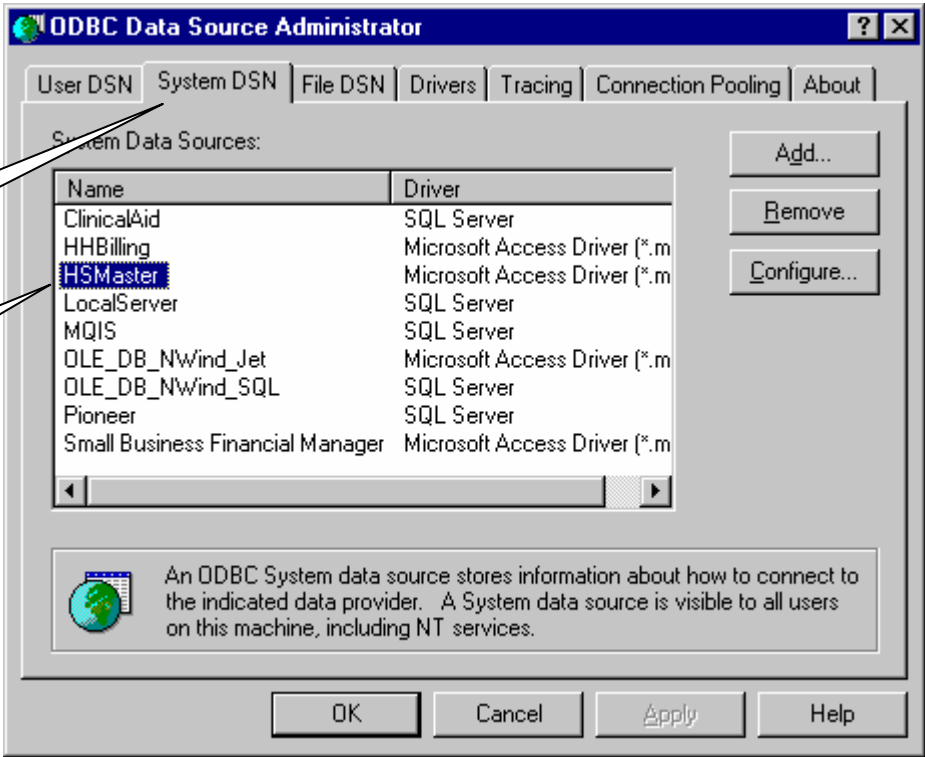 ODBC Data Source Administrator
User DSN System DSN File DSN Drivers Tracing Connection Pooling About
System Data Sources:
Add...
Name Driver
ClinicalAid SQL Server
Remove
HHBilling Microsoft Access Driver (*.m
HSMaster Microsoft Access Driver (*.m
Configure...
LocalServer SQL Server
MQIS SQL Server
OLE_DB_NWind_Jet Microsoft Access Driver (*.m
OLE_DB_NWind_SQL SQL Server
Pioneer SQL Server
Small Business Financial Manager Microsoft Access Driver (*.m
An ODBC System data source stores information about how to connect to
the indicated data provider. A System data source is visible to all users
on this machine, including NT services.
OK Cancel Apply Help